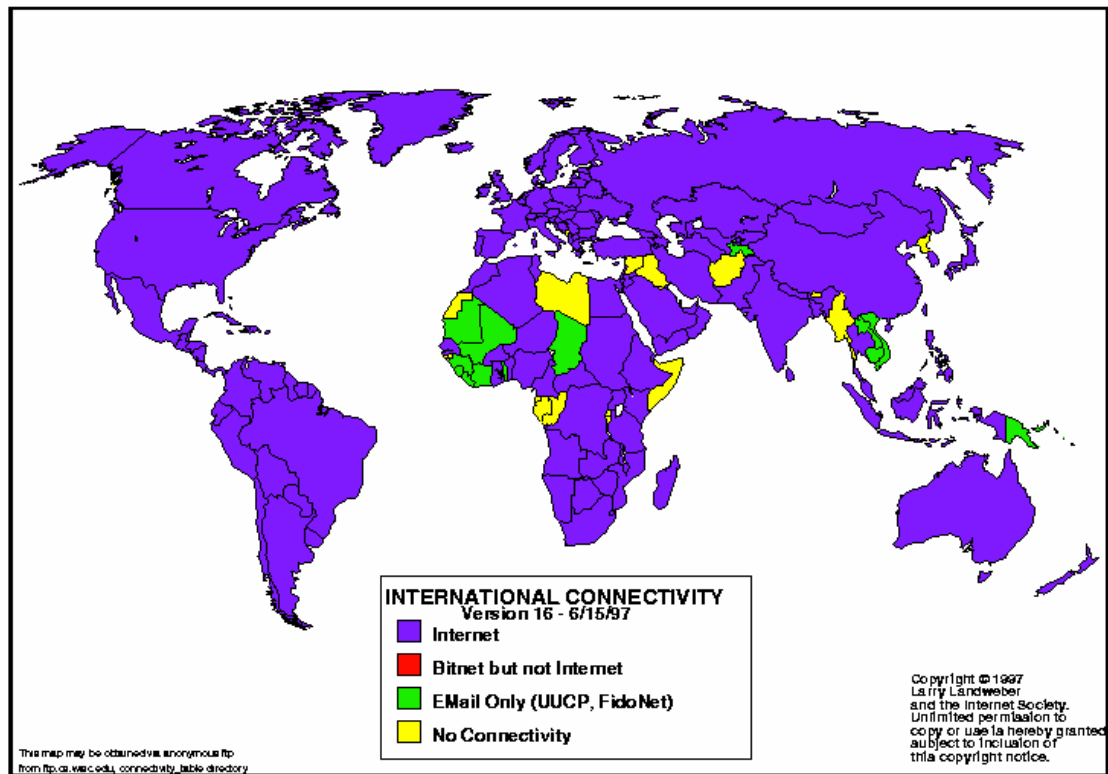 INTERNATIONAL CONNECTIVITY
Version 16 - 6/15/97
Internet
Bitnet but not Internet
EMail Only (UUCP, FidoNet)
No Connectivity
Copyright © 1997
Larry Landweber
and the Internet Society.
Unlimited permission to
copy or use is hereby granted
subject to inclusion of
this copyright notice.
This map may be obtained via anonymous ftp
from ftp.cs.wisc.edu, connectivity_table directory